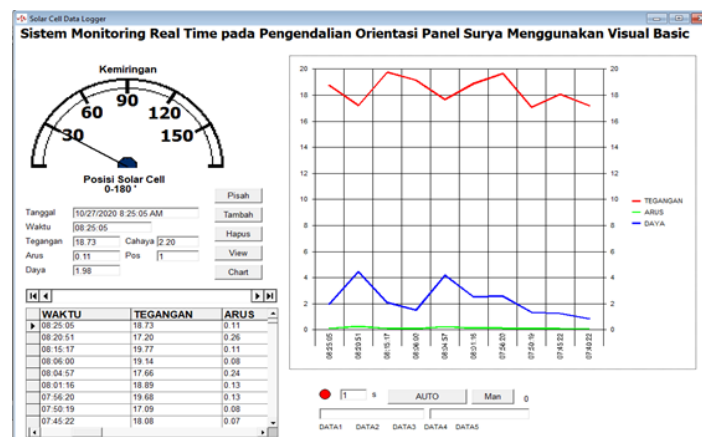 Solar Cell Data Logger
Sistem Monitoring Real Time pada Pengendalian Orientasi Panel Surya Menggunakan Visual Basic
Kemiringan
30 60 90 120 150
Posisi Solar Cell
0-180 '
Pisah
Tanggal 10/27/2020 8:25:05 AM Tambah
Waktu 08:25:05
Hapus
Tegangan 18.73 Cahaya 2.20
Arus 0.11 Pos 1 View
Daya 1.98 Chart
WAKTU TEGANGAN ARUS
08:25:05 18.73 0.11
08:20:51 17.20 0.26
08:15:17 19.77 0.11
08:06:00 19.14 0.08
08:04:57 17.66 0.24
08:01:16 18.89 0.13
07:56:20 19.68 0.13
07:50:19 17.09 0.08
07:45:22 18.08 0.07
20 20
18 18
16 16
14 14
12 12
10 10
8 8
6 6
4 4
2 2
0 0
TEGANGAN
ARUS
DAYA
08:25:05 08:20:51 08:15:17 08:06:00 08:04:57 08:01:16 07:56:20 07:50:19 07:45:22
1 s AUTO Man 0
DATA1 DATA2 DATA3 DATA4 DATA5